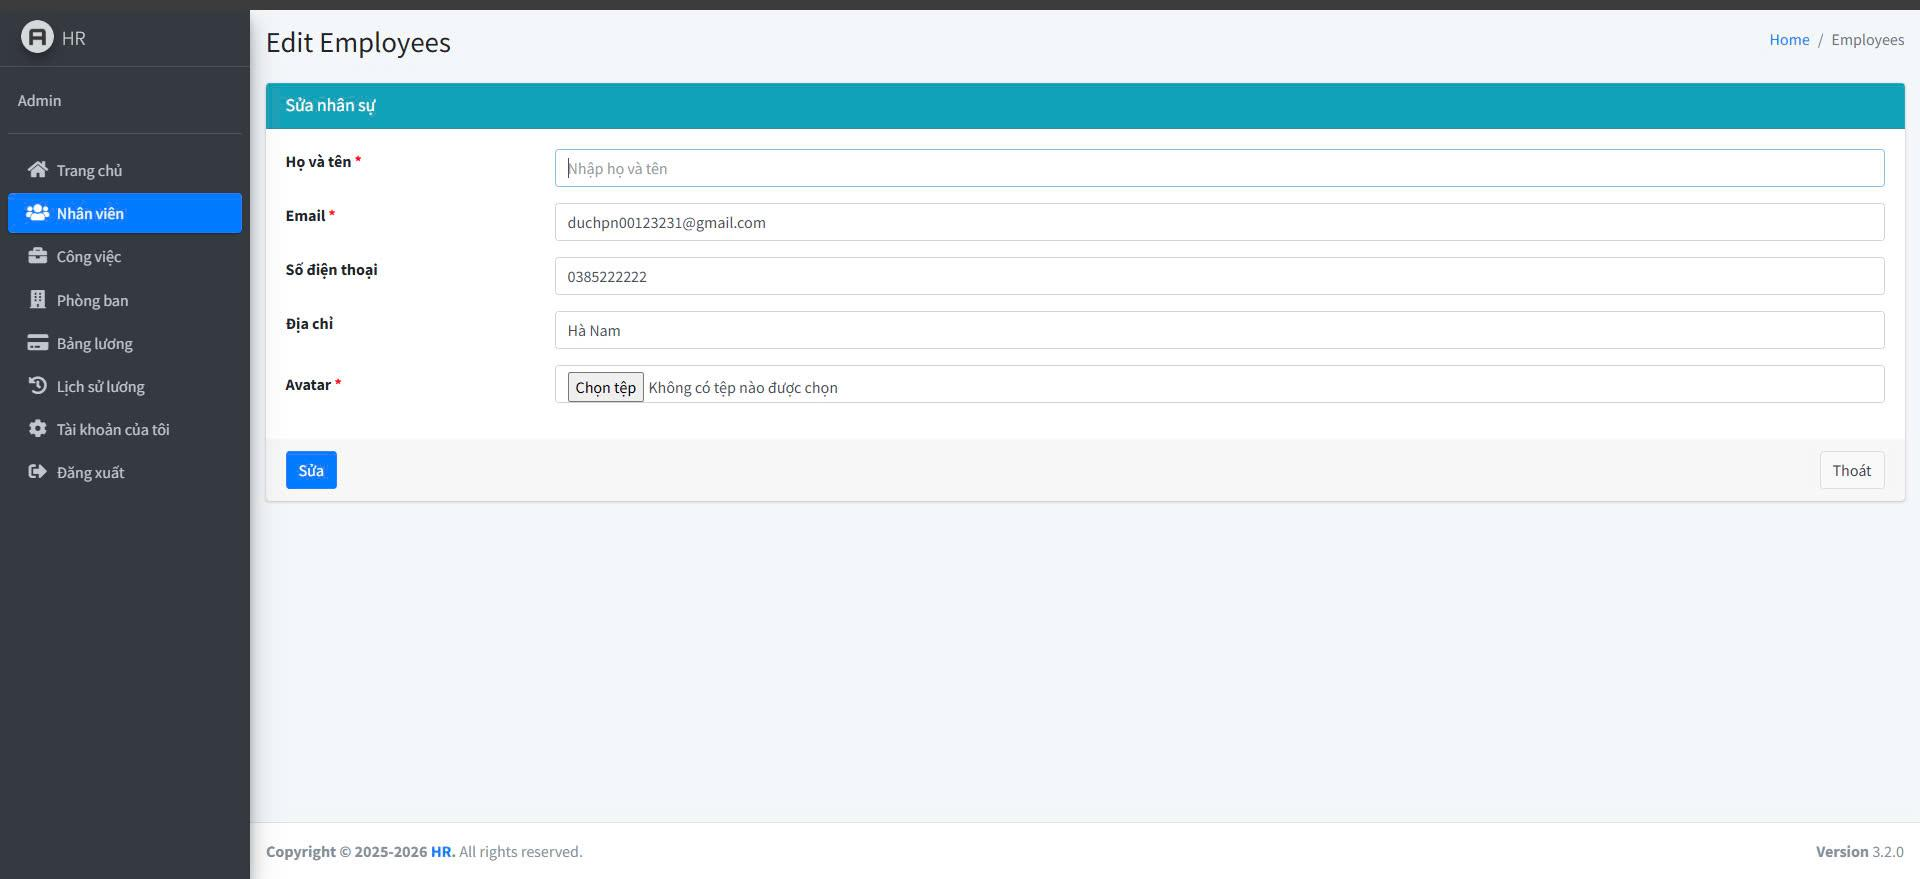 HR
Admin
Trang chủ
Nhân viên
Công việc
Phòng ban
Bảng lương
Lịch sử lương
Tài khoản của tôi
Đăng xuất
Edit Employees
Home / Employees
Sửa nhân sự
Họ và tên *
Nhập họ và tên
Email *
duchpn00123231@gmail.com
Số điện thoại
0385222222
Địa chỉ
Hà Nam
Avatar *
Chọn tệp Không có tệp nào được chọn
Sửa
Thoát
Copyright © 2025-2026 HR. All rights reserved.
Version 3.2.0